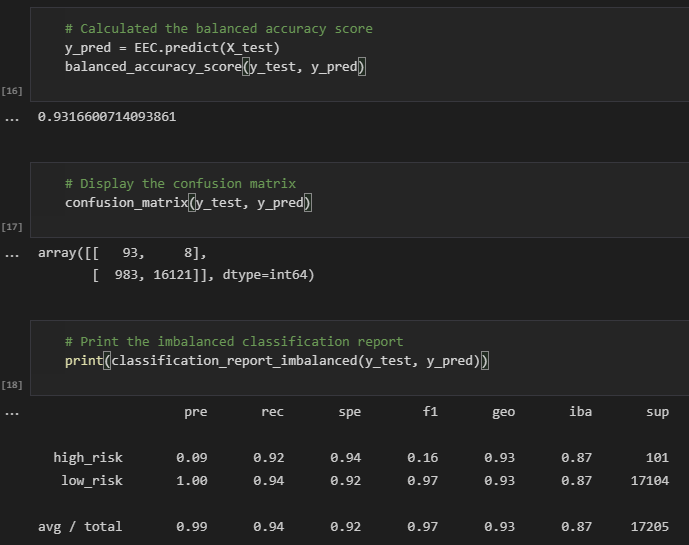 # Calculated the balanced accuracy score
y_pred = EEC.predict(X_test)
balanced_accuracy_score(y_test, y_pred)
[16]
... 0.9316600714093861
# Display the confusion matrix
confusion_matrix(y_test, y_pred)
[17]
... array([[   93,     8],
       [  983, 16121]], dtype=int64)
# Print the imbalanced classification report
print(classification_report_imbalanced(y_test, y_pred))
[18]
... pre rec spe f1 geo iba sup
high_risk 0.09 0.92 0.94 0.16 0.93 0.87 101
low_risk 1.00 0.94 0.92 0.97 0.93 0.87 17104
avg / total 0.99 0.94 0.92 0.97 0.93 0.87 17205